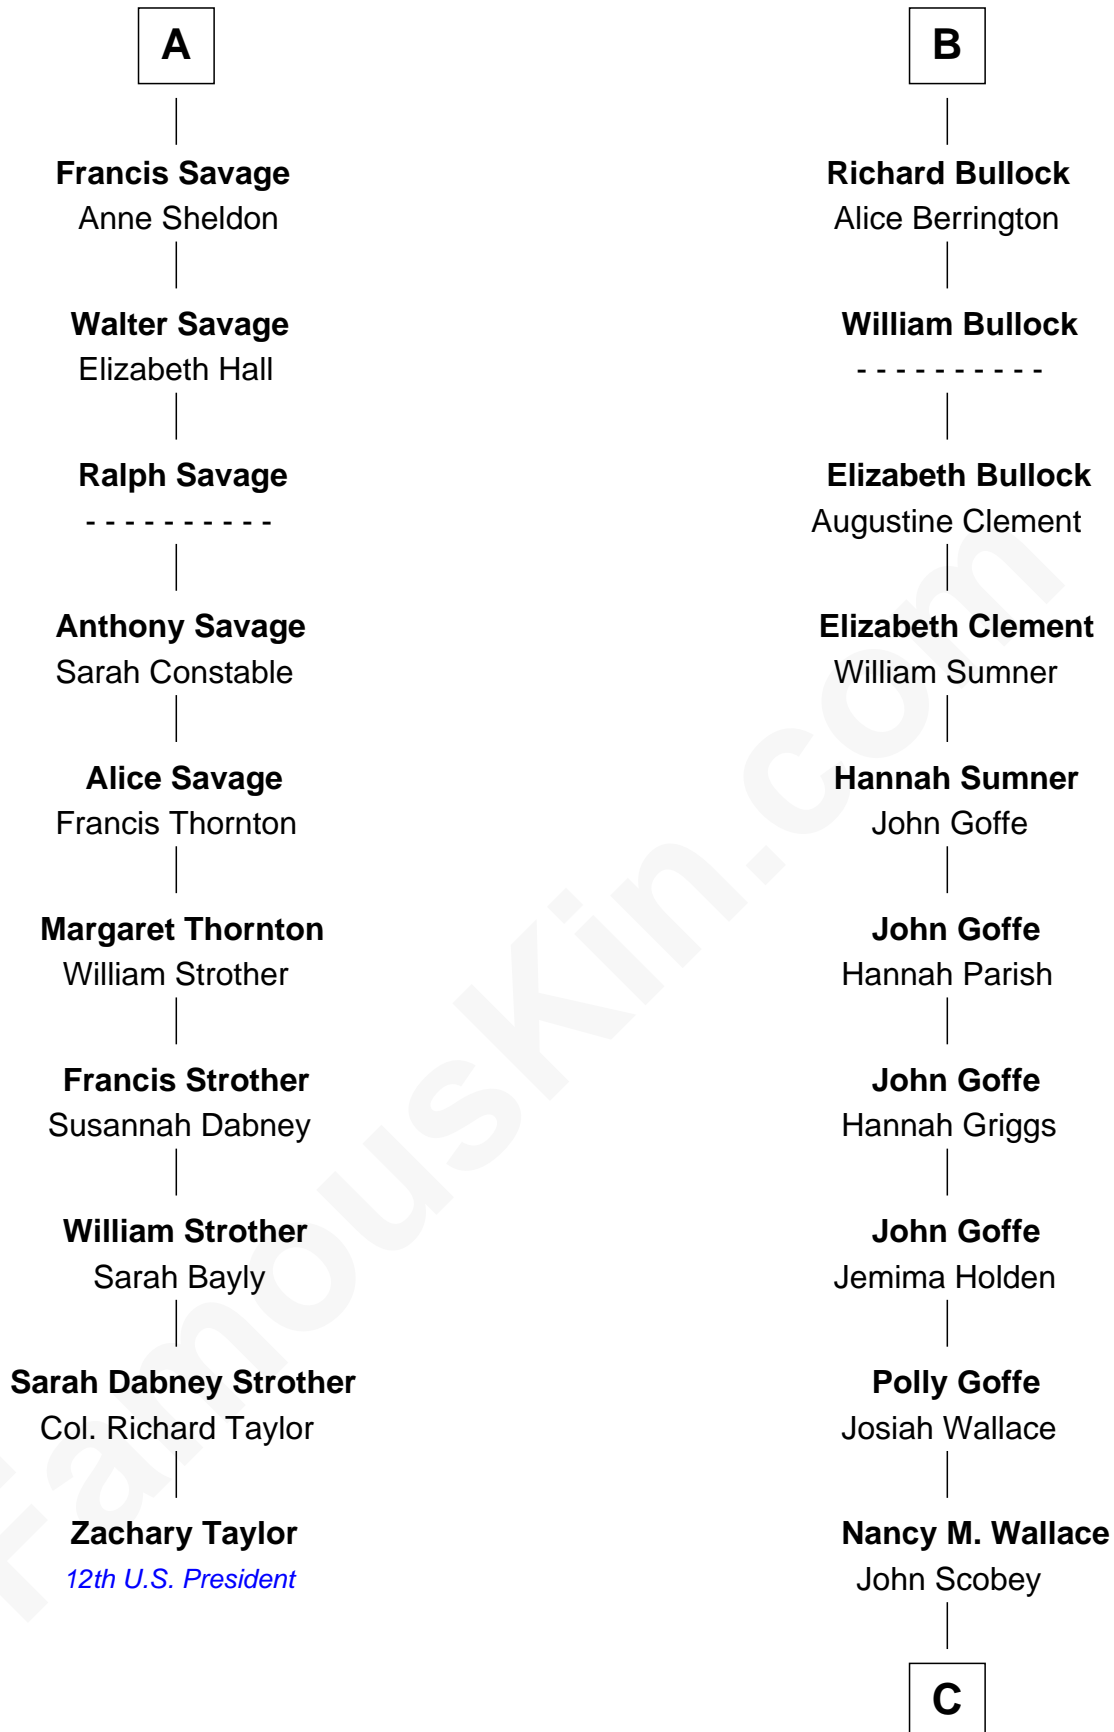 A
Francis Savage
Anne Sheldon
Walter Savage
Elizabeth Hall
Ralph Savage
- - - - - - - - - -
Anthony Savage
Sarah Constable
Alice Savage
Francis Thornton
Margaret Thornton
William Strother
Francis Strother
Susannah Dabney
William Strother
Sarah Bayly
Sarah Dabney Strother
Col. Richard Taylor
Zachary Taylor
12th U.S. President
B
Richard Bullock
Alice Berrington
William Bullock
- - - - - - - - - -
Elizabeth Bullock
Augustine Clement
Elizabeth Clement
William Sumner
Hannah Sumner
John Goffe
John Goffe
Hannah Parish
John Goffe
Hannah Griggs
John Goffe
Jemima Holden
Polly Goffe
Josiah Wallace
Nancy M. Wallace
John Scobey
C
FamousKin.com